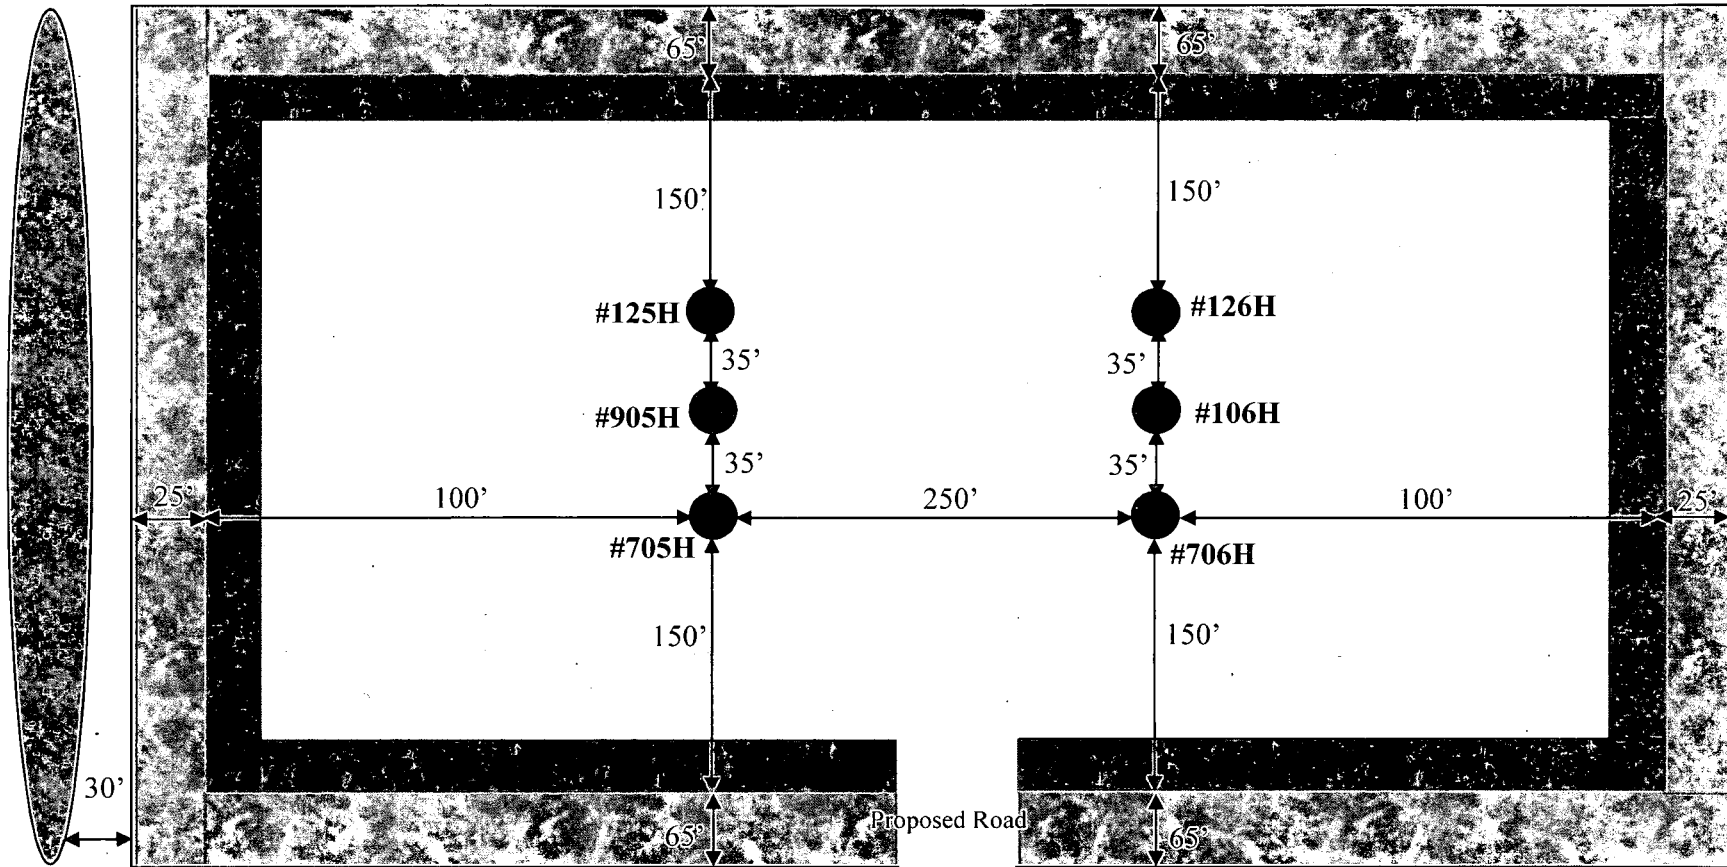 65’ 65’
150’ 150’
#125H #126H
35’ 35’
#905H #106H
35’ 35’
25’ 100’ 250’ 100’ 25’
#705H #706H
150’ 150’
30’
65’ Proposed Road 65’